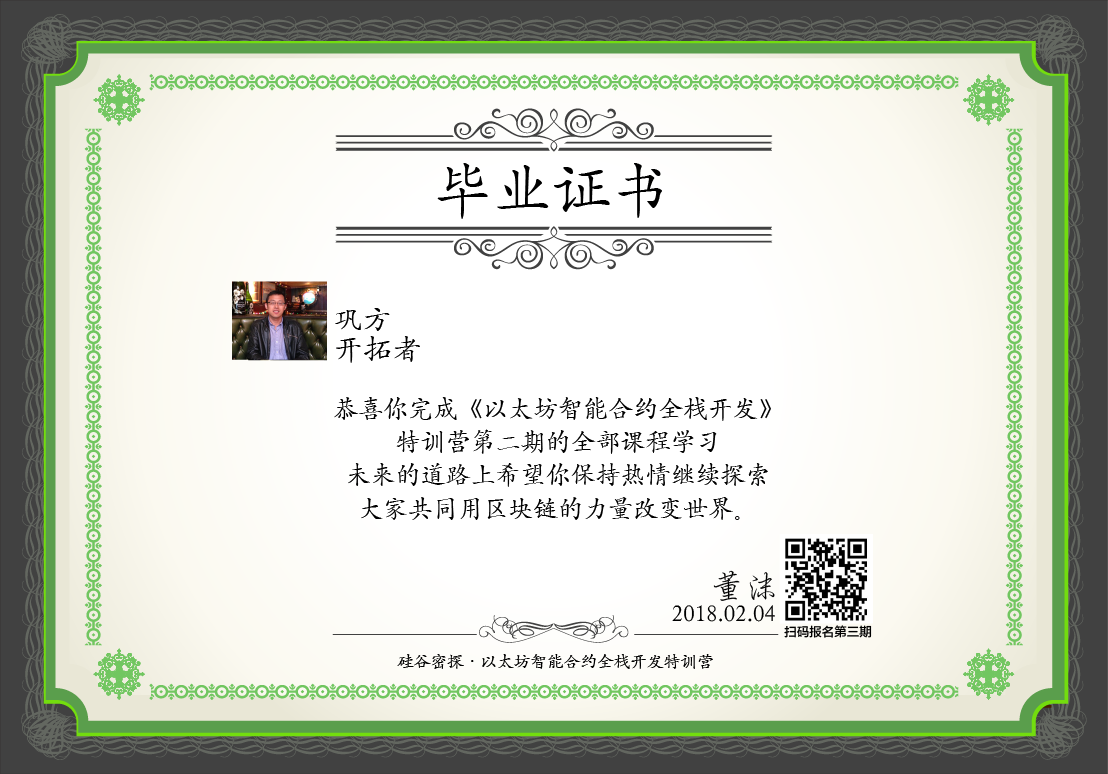 毕业证书
巩方
开拓者
恭喜你完成《以太坊智能合约全栈开发》
特训营第二期的全部课程学习
未来的道路上希望你保持热情继续探索
大家共同用区块链的力量改变世界。
董沫
2018.02.04
扫码报名第三期
硅谷密探·以太坊智能合约全栈开发特训营